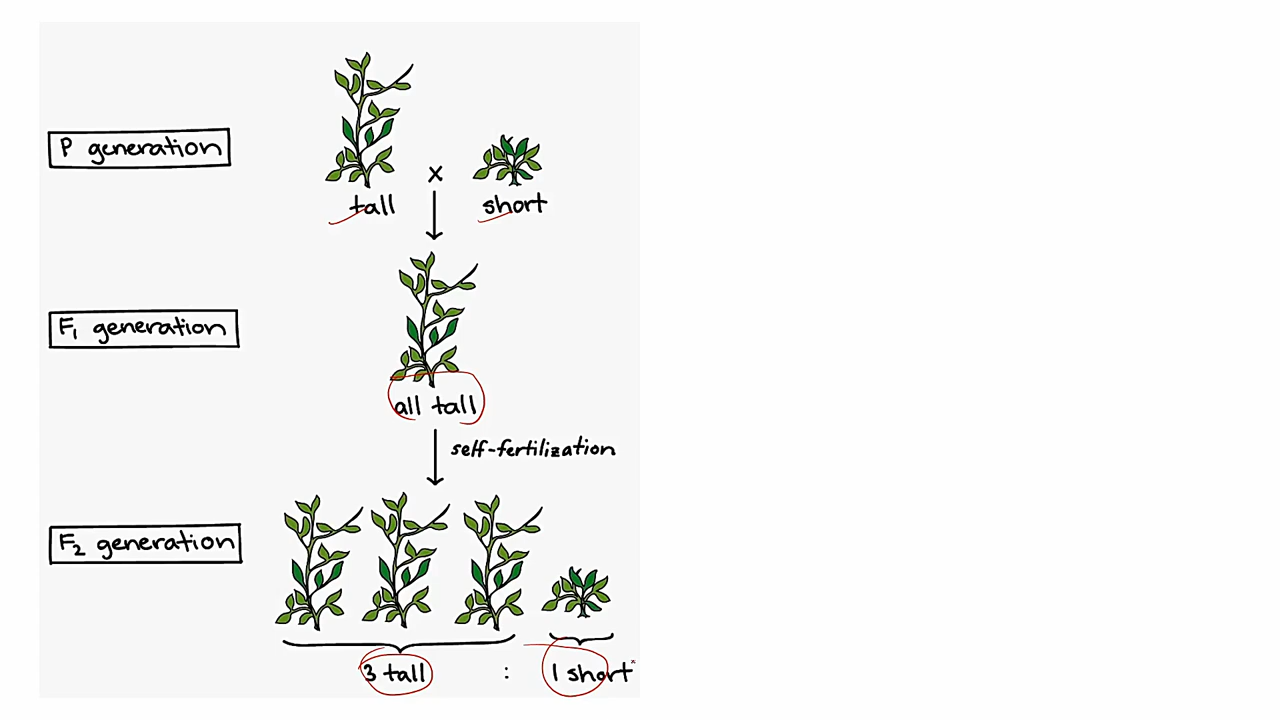 P generation
x
tall
short
F₁ generation
all tall
self-fertilization
F₂ generation
3 tall : 1 short